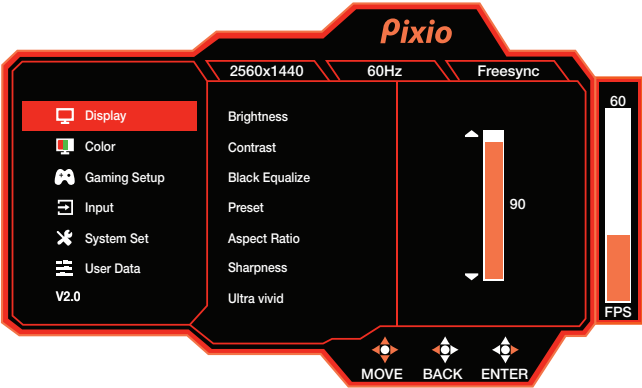 Pixio
2560x1440 60Hz Freesync
Display
Color
Gaming Setup
Input
System Set
User Data
V2.0
Brightness
Contrast
Black Equalize
Preset
Aspect Ratio
Sharpness
Ultra vivid
90
60
FPS
MOVE BACK ENTER